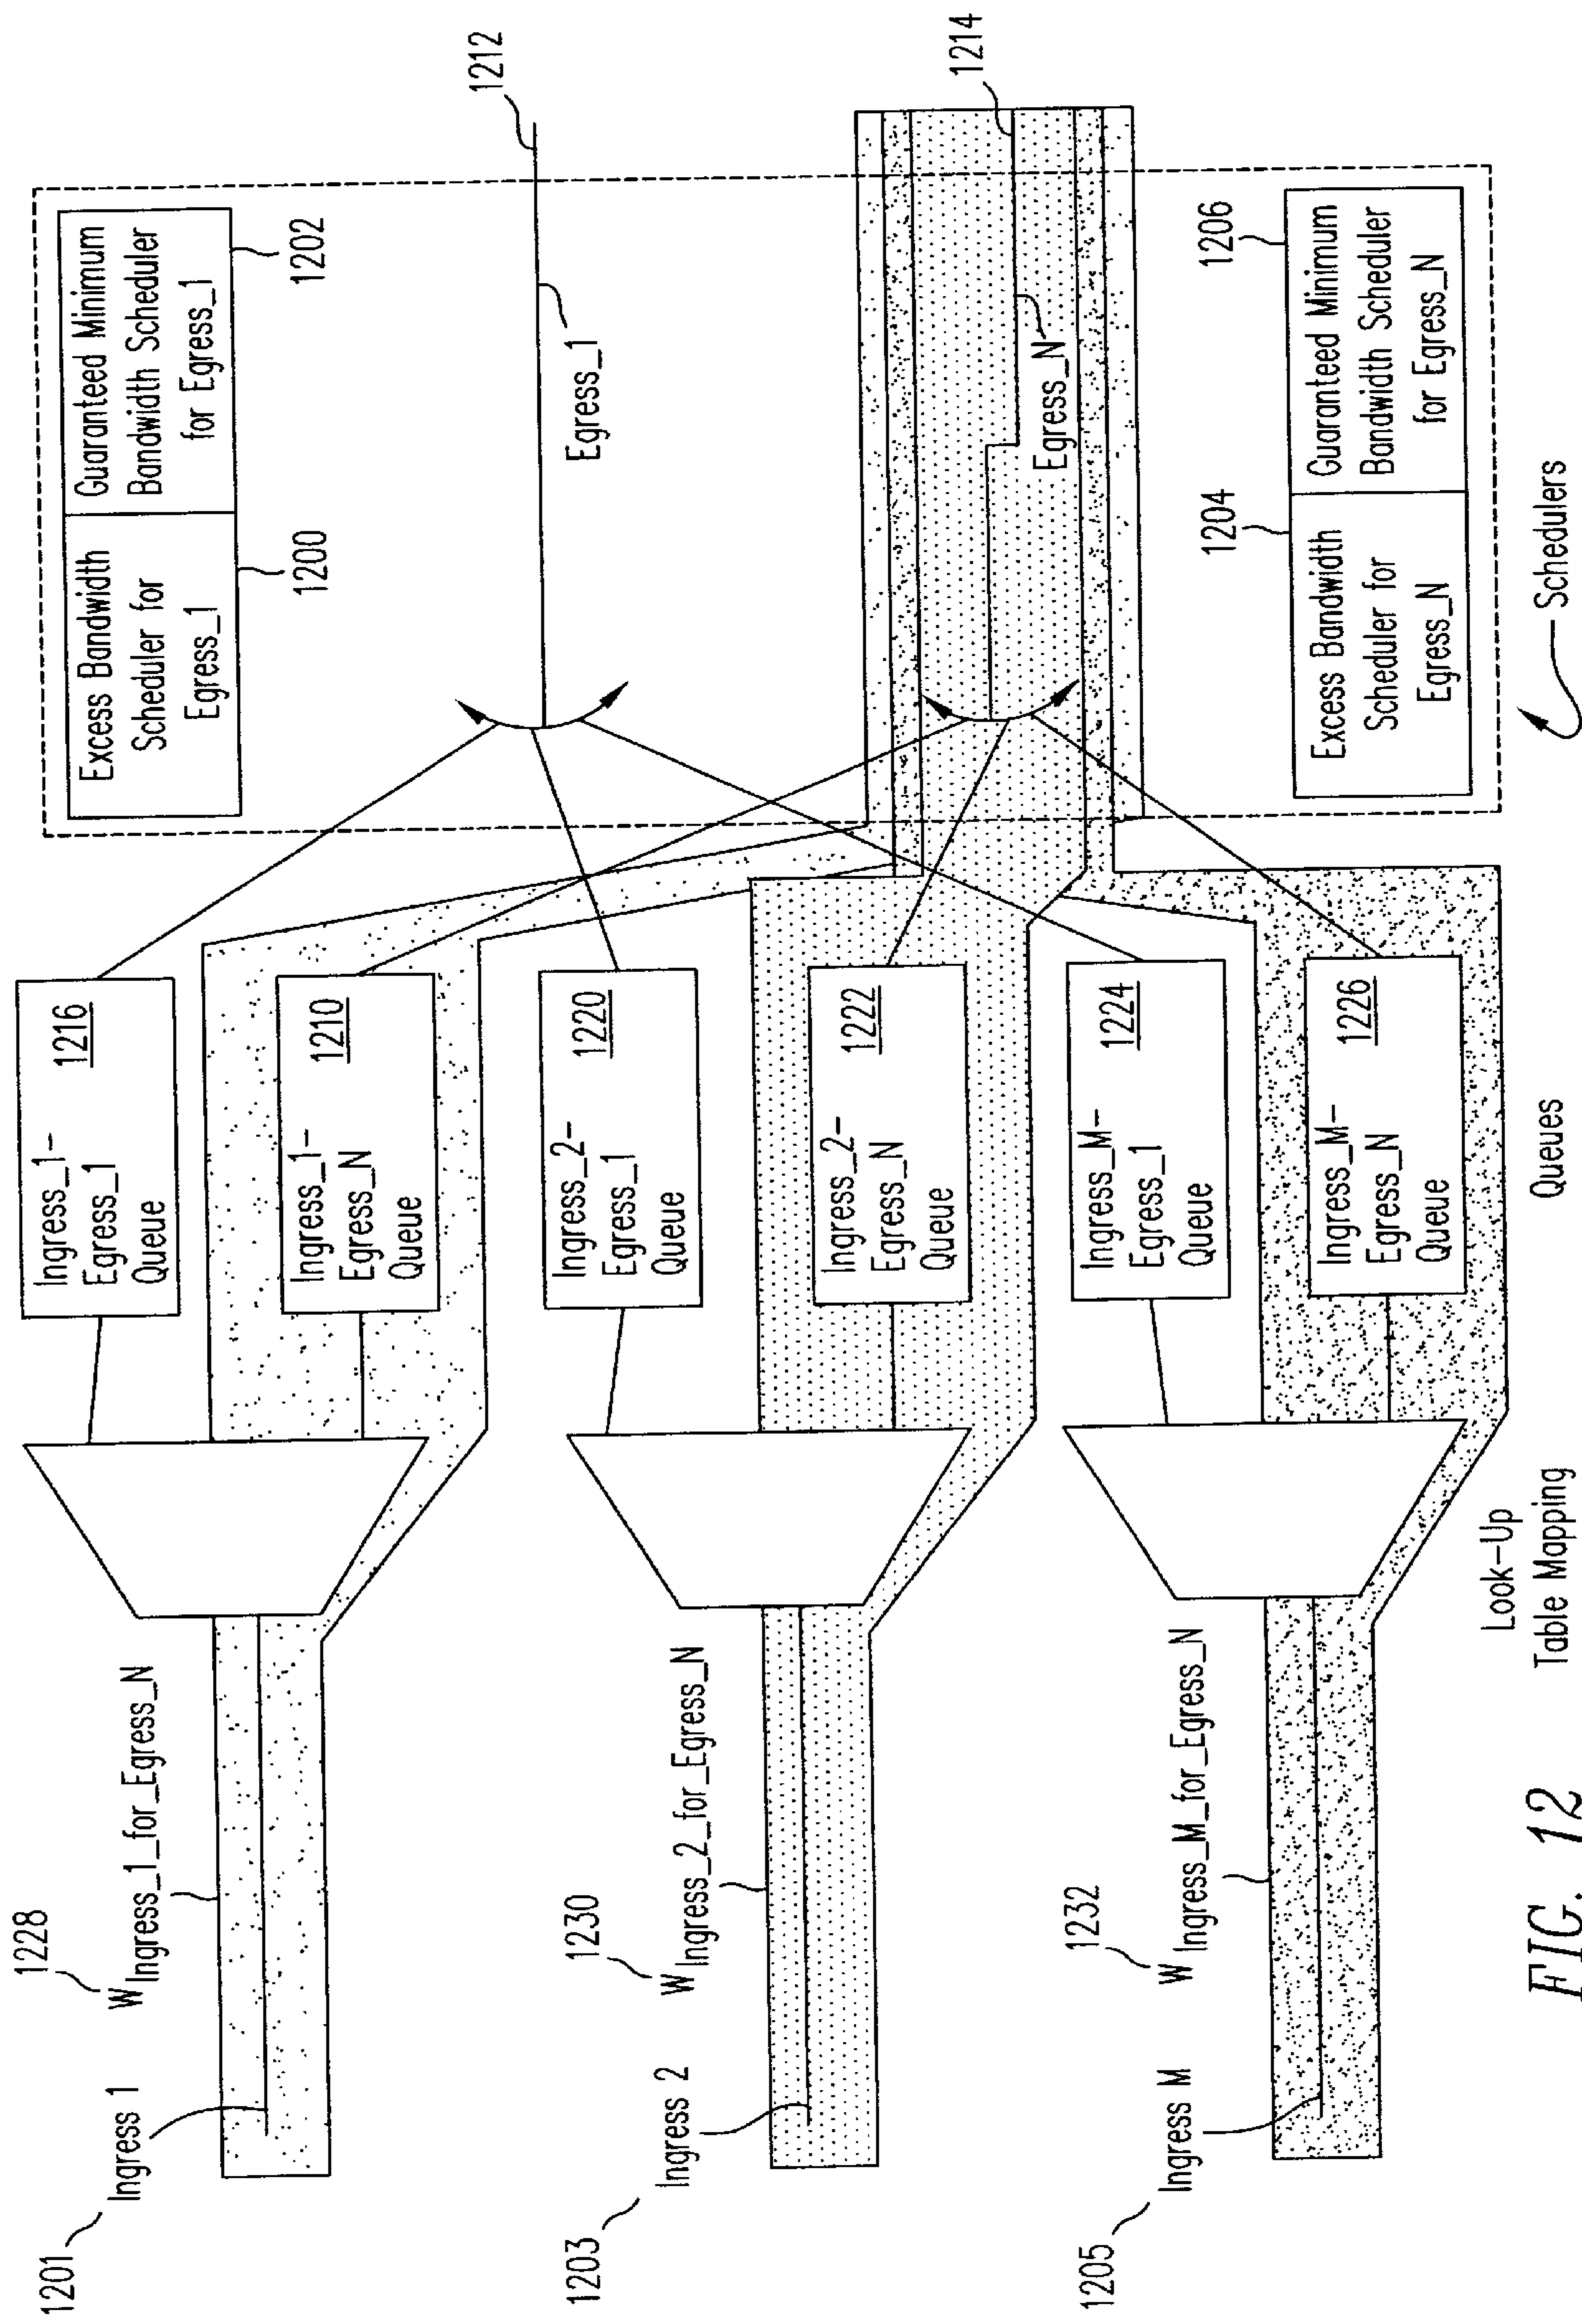 1201
Ingress 1
1228
W Ingress_1_for_Egress_N
Ingress_1-
Egress_1
Queue
1216
Ingress_1-
Egress_N
Queue
1210
Excess Bandwidth
Scheduler for
Egress_1
1200
Guaranteed Minimum
Bandwidth Scheduler
for Egress_1
1202
1212
Egress_1
1203
Ingress 2
1230
W Ingress_2_for_Egress_N
Ingress_2-
Egress_1
Queue
1220
Ingress_2-
Egress_N
Queue
1222
1214
Egress_N
1205
Ingress M
1232
W Ingress_M_for_Egress_N
Ingress_M-
Egress_1
Queue
1224
Ingress_M-
Egress_N
Queue
1226
1204
Excess Bandwidth
Scheduler for
Egress_N
1206
Guaranteed Minimum
Bandwidth Scheduler
for Egress_N
Look-Up
Table Mapping
Queues
Schedulers
FIG. 12